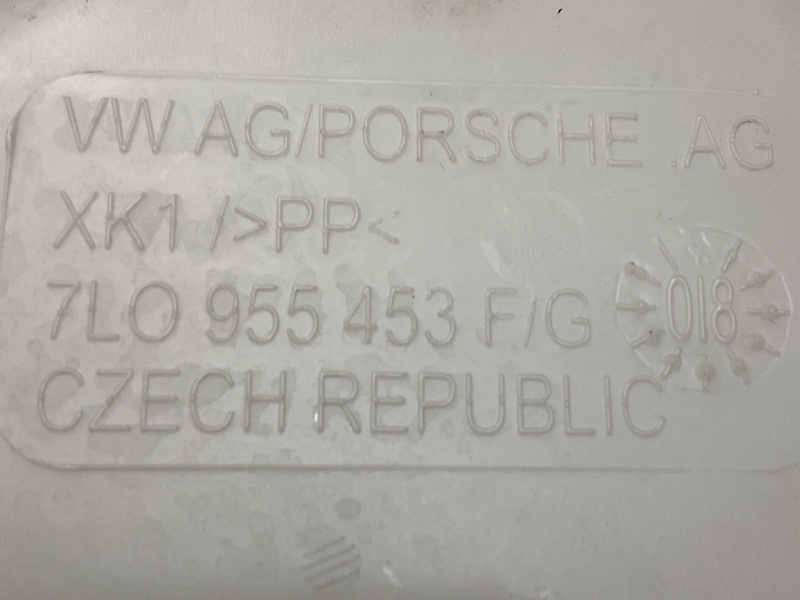 VW AG/PORSCHE .AG
XK1 />PP<
7L0 955 453 F/G
018
CZECH REPUBLIC